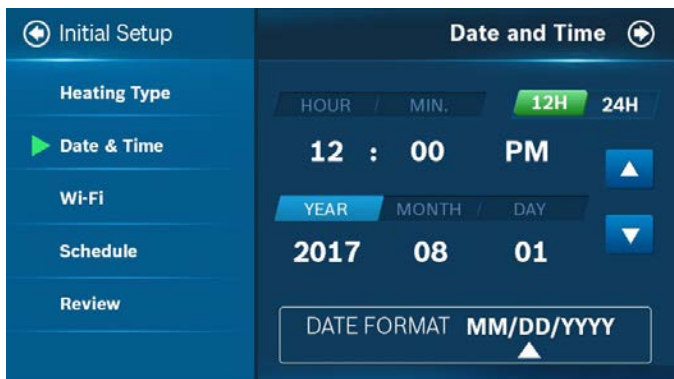 Initial Setup
Date and Time
Heating Type
Date & Time
Wi-Fi
Schedule
Review
HOUR / MIN.
12H 24H
12 : 00 PM
YEAR MONTH / DAY
2017 08 01
DATE FORMAT MM/DD/YYYY